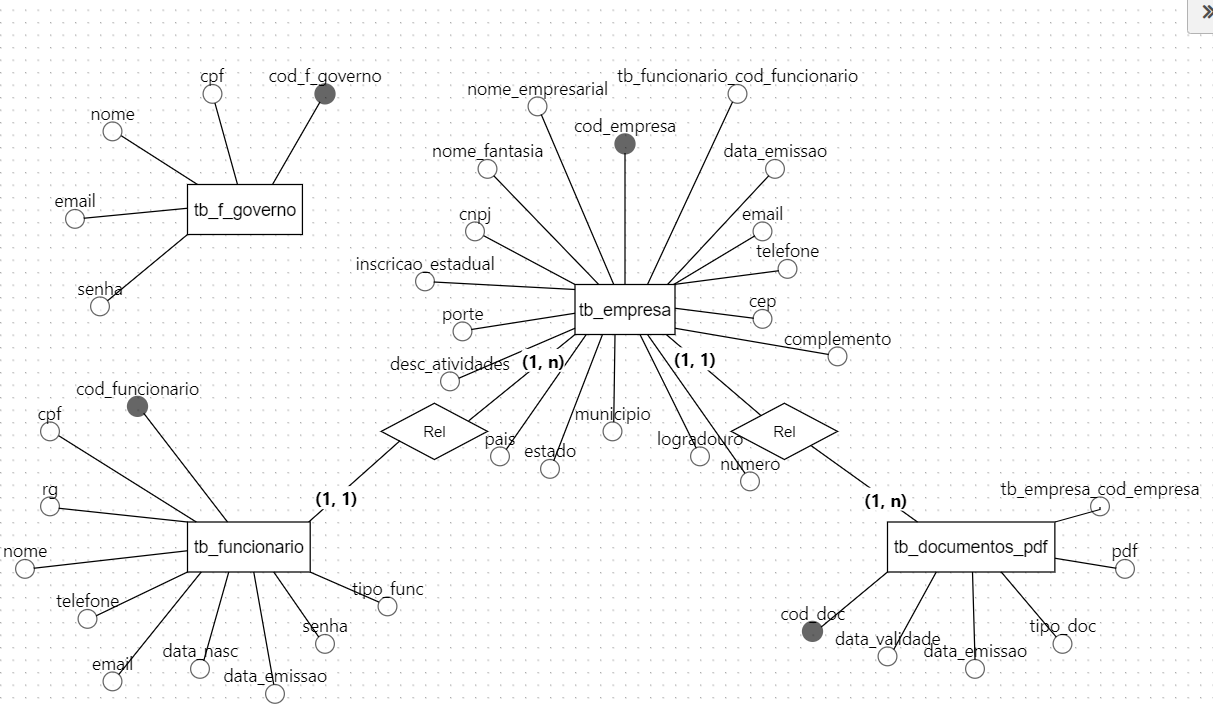 »
cpf
cod_f_governo
nome
email
tb_f_governo
senha
tb_funcionario_cod_funcionario
nome_empresarial
cod_empresa
nome_fantasia
data_emissao
cnpj
email
telefone
inscricao_estadual
cep
tb_empresa
porte
complemento
desc_atividades
(1, n)
(1, 1)
municipio
Rel
pais
estado
logradouro
Rel
numero
cod_funcionario
cpf
rg
(1, 1)
nome
tb_funcionario
telefone
tipo_func
senha
data_nasc
email
data_emissao
(1, n)
tb_empresa_cod_empresa
tb_documentos_pdf
pdf
cod_doc
data_validade
data_emissao
tipo_doc